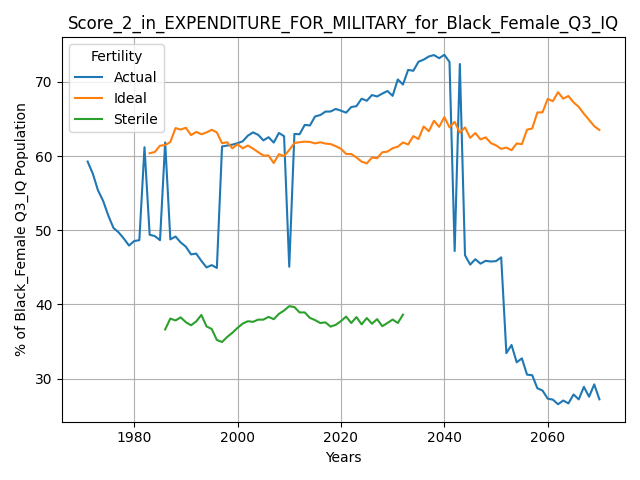 Score_2_in_EXPENDITURE_FOR_MILITARY_for_Black_Female_Q3_IQ
Fertility
Actual
Ideal
Sterile
% of Black_Female Q3_IQ Population
70
60
50
40
30
1980
2000
2020
2040
2060
Years